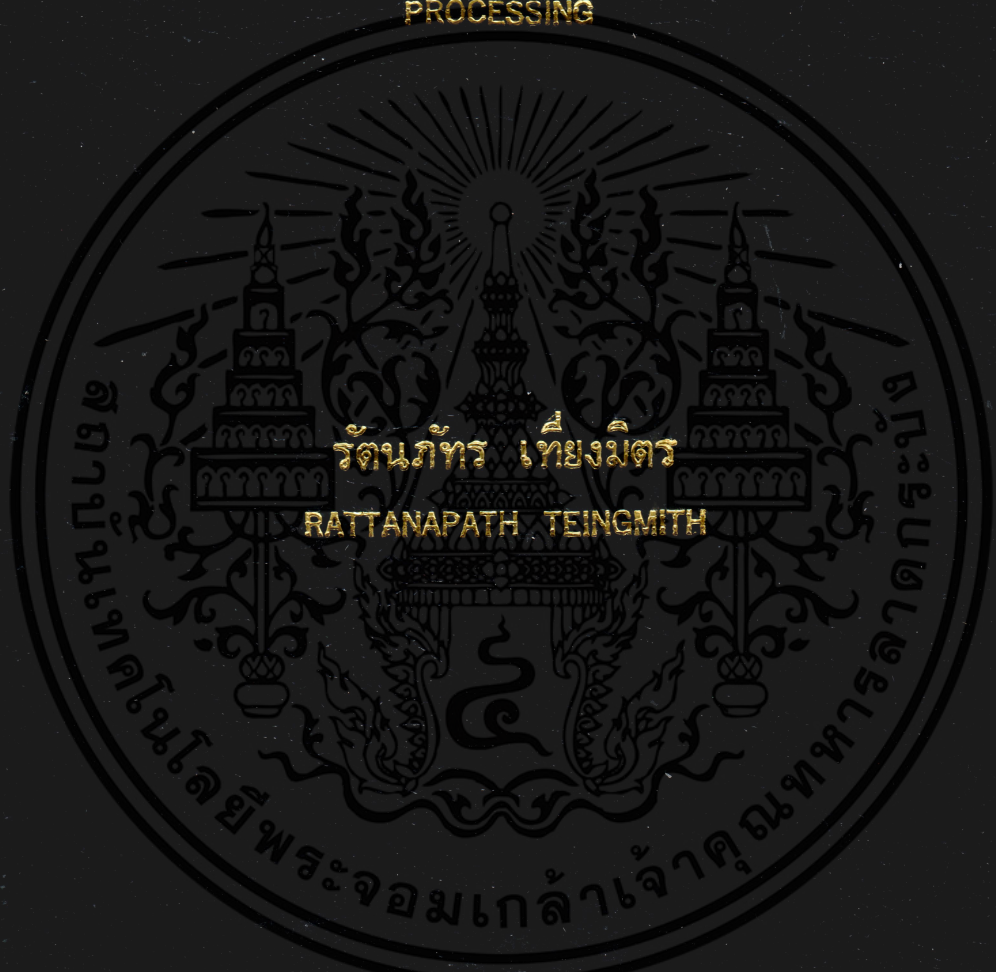 PROCESSING
รัตนภัทร เที่ยงมิตร
RATTANAPATH TEINGMITH
สถาบันเทคโนโลยีพระจอมเกล้าเจ้าคุณทหารลาดกระบัง
๔